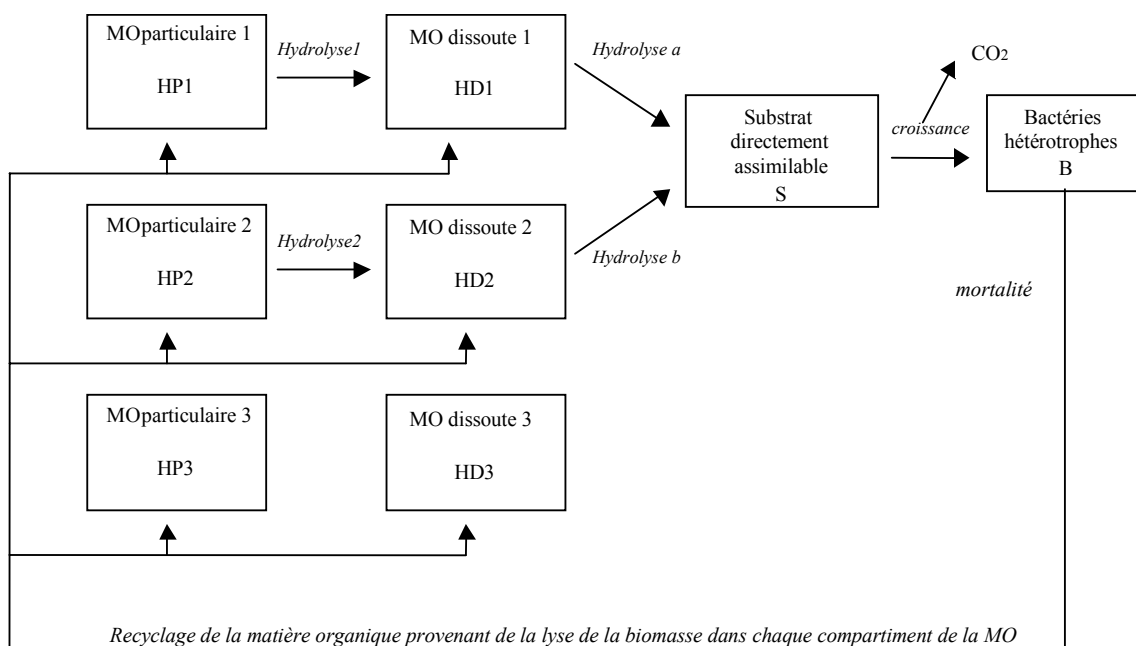 MOparticulaire 1
HP1
Hydrolyse1
MO dissoute 1
HD1
Hydrolyse a
CO2
Substrat
directement
assimilable
S
croissance
Bactéries
hétérotrophes
B
MOparticulaire 2
HP2
Hydrolyse2
MO dissoute 2
HD2
Hydrolyse b
mortalité
MOparticulaire 3
HP3
MO dissoute 3
HD3
Recyclage de la matière organique provenant de la lyse de la biomasse dans chaque compartiment de la MO